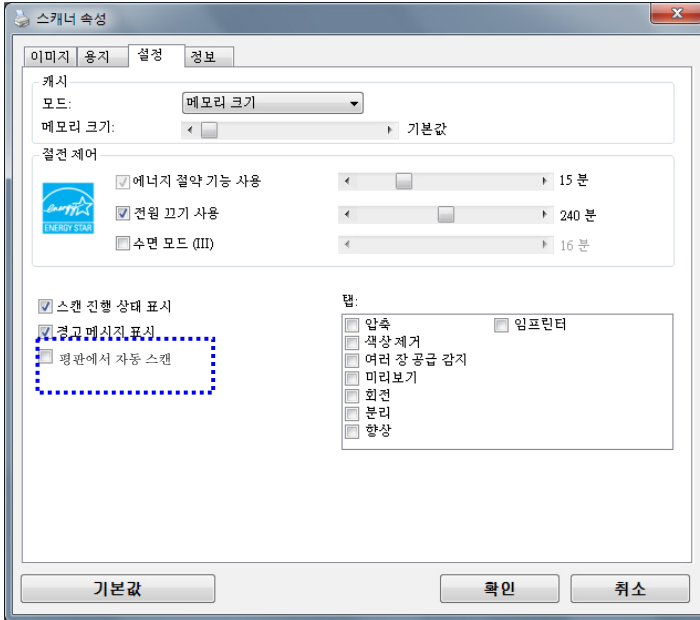 스캐너 속성
이미지 용지 설정 정보
캐시
모드: 메모리 크기
메모리 크기: 기본값
절전 제어
에너지 절약 기능 사용 15 분
energy
ENERGY STAR
전원 끄기 사용 240 분
수면 모드 (III) 16 분
스캔 진행 상태 표시
경고 메시지 표시
평판에서 자동 스캔
탭:
압축 임프린터
색상 제거
여러 장 공급 감지
미리보기
회전
분리
향상
기본값 확인 취소